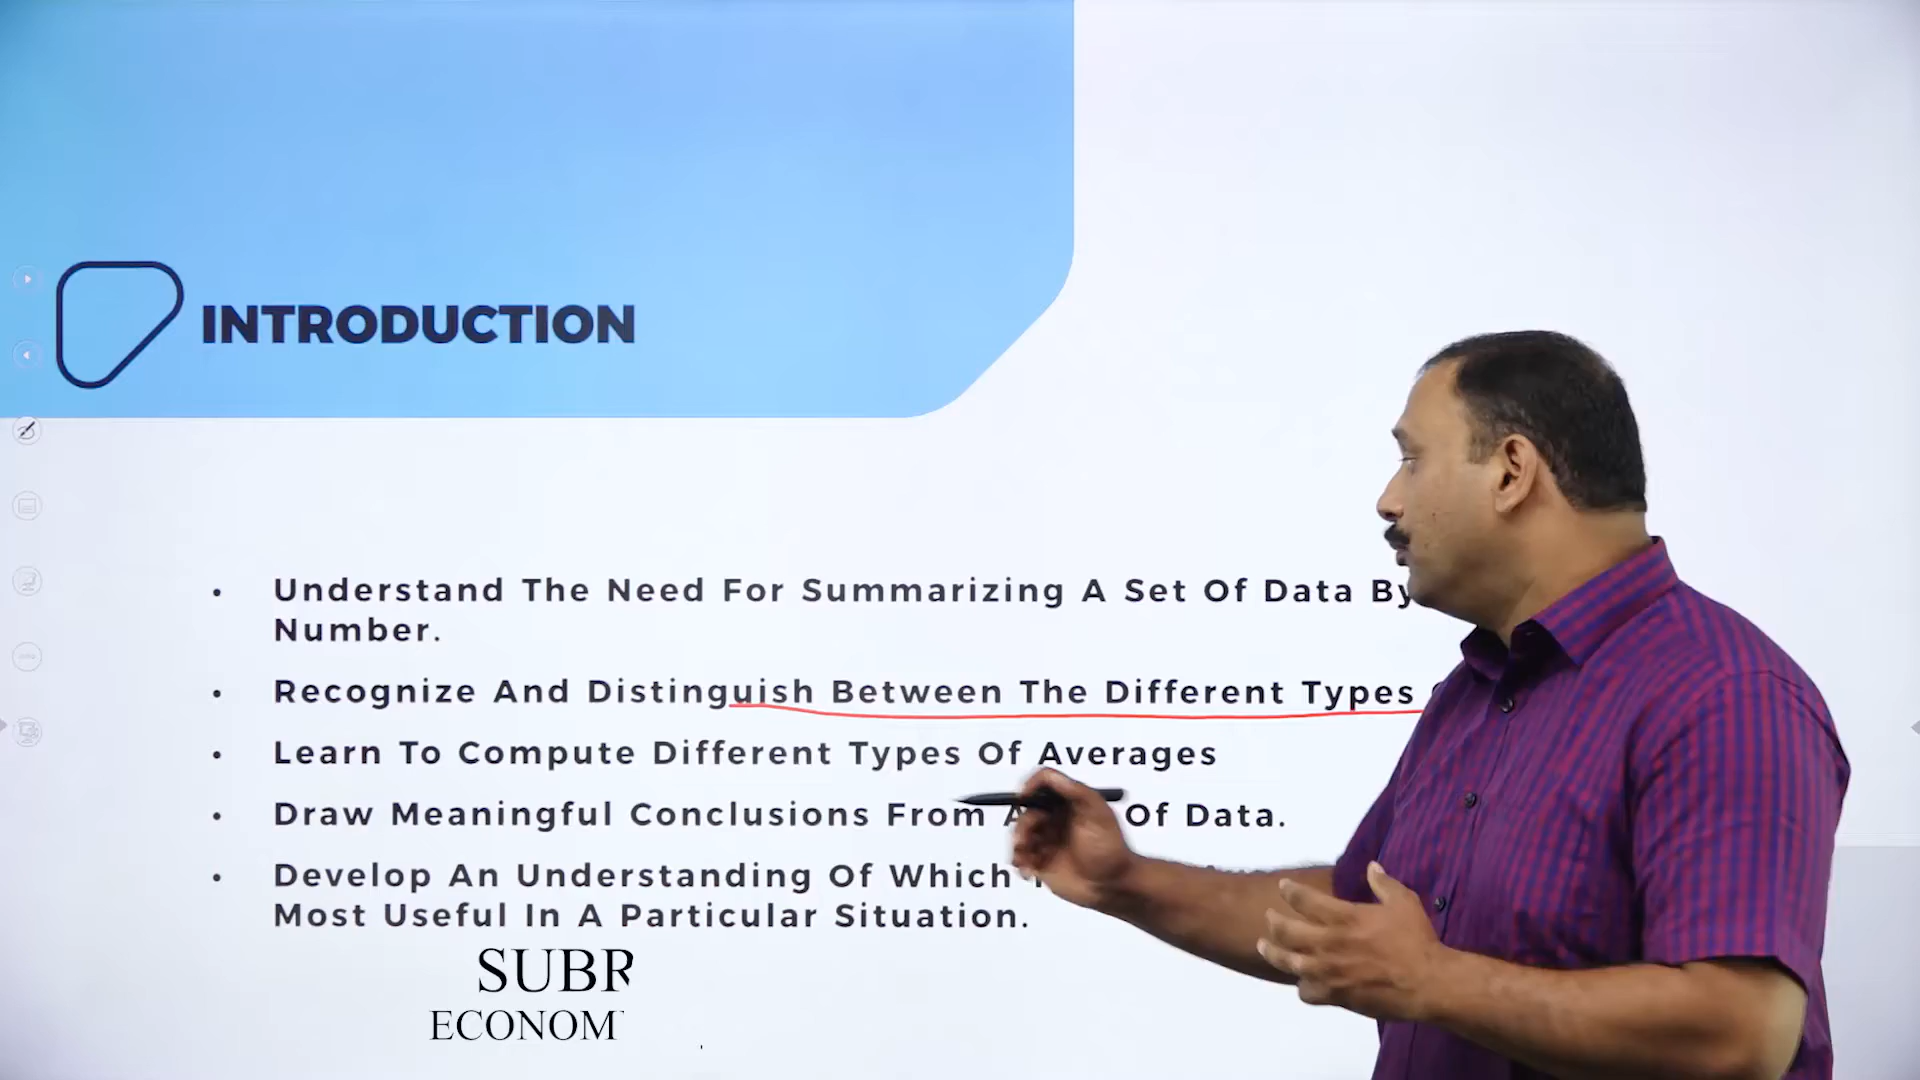 INTRODUCTION
• Understand The Need For Summarizing A Set Of Data By
Number.
• Recognize And Distinguish Between The Different Types
• Learn To Compute Different Types Of Averages
• Draw Meaningful Conclusions From A Of Data.
• Develop An Understanding Of Which
Most Useful In A Particular Situation.
SUBR
ECONOM